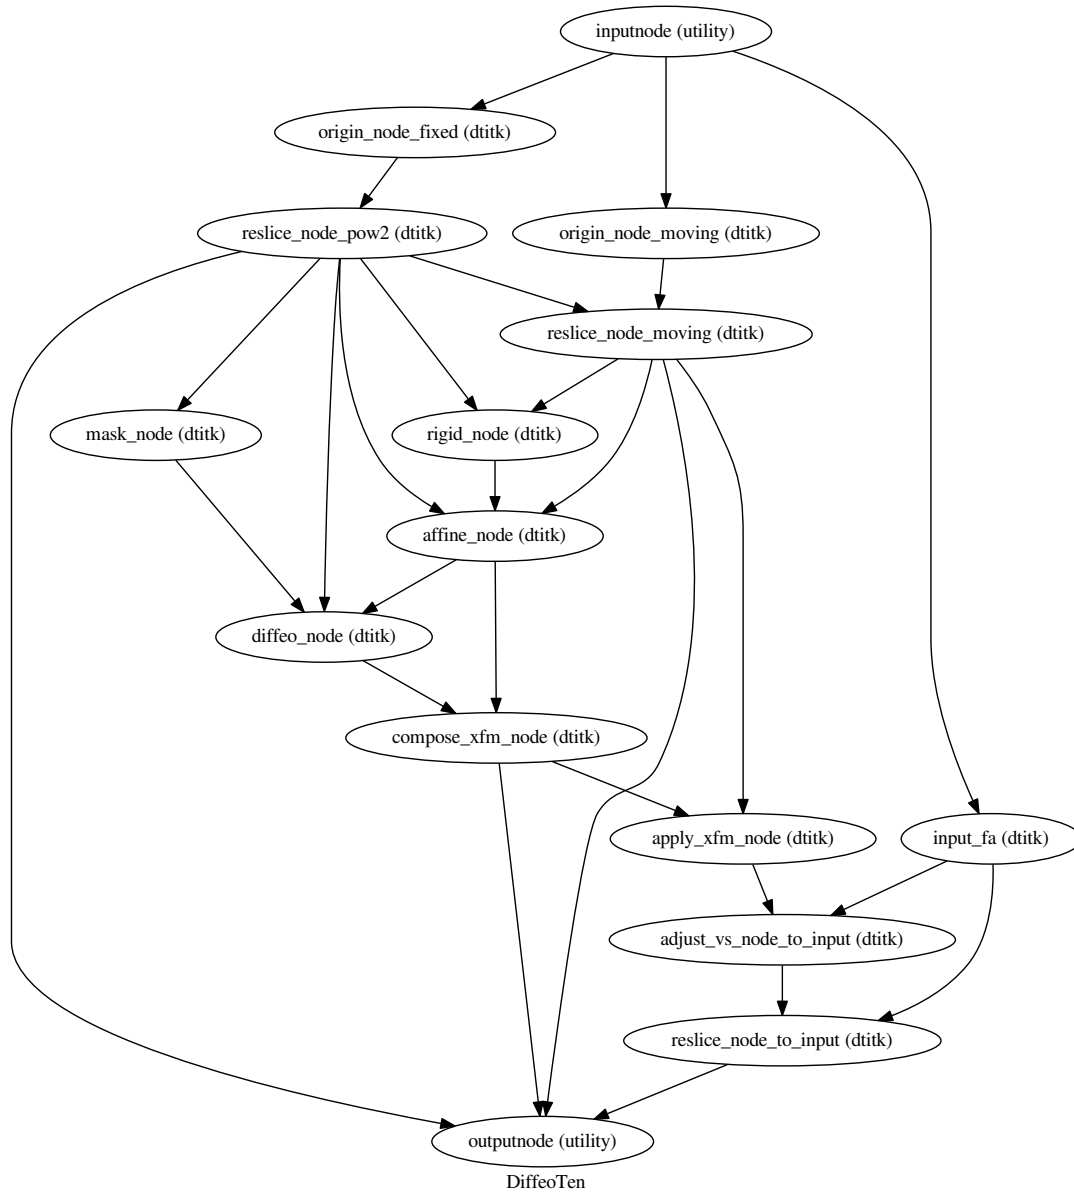 inputnode (utility)
origin_node_fixed (dtitk)
reslice_node_pow2 (dtitk)
origin_node_moving (dtitk)
reslice_node_moving (dtitk)
mask_node (dtitk)
rigid_node (dtitk)
affine_node (dtitk)
diffeo_node (dtitk)
compose_xfm_node (dtitk)
apply_xfm_node (dtitk)
input_fa (dtitk)
adjust_vs_node_to_input (dtitk)
reslice_node_to_input (dtitk)
outputnode (utility)
DiffeoTen